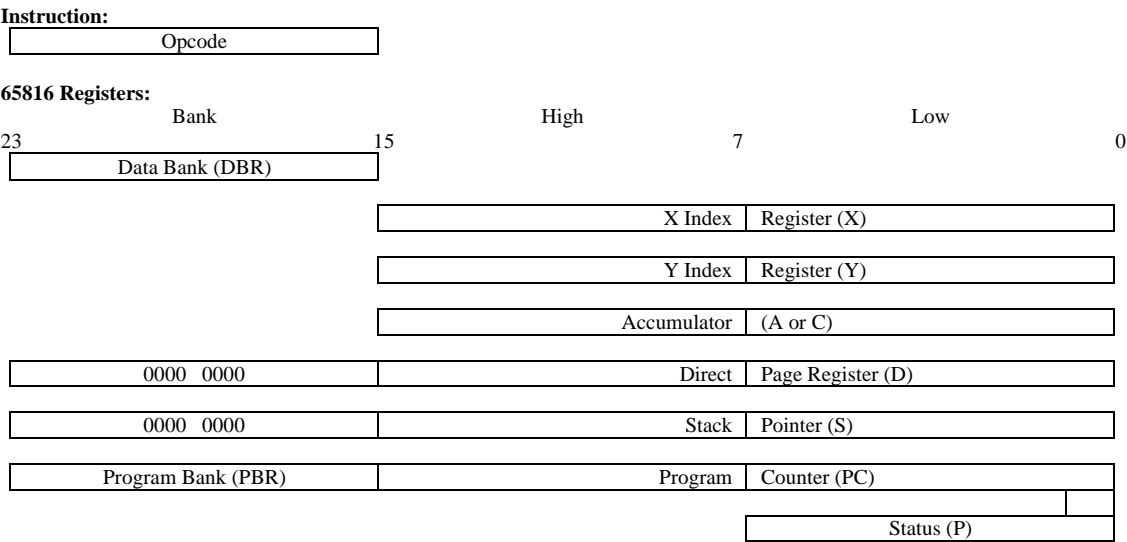 Instruction:
Opcode
65816 Registers:
Bank High Low
23 15 7 0
Data Bank (DBR)
X Index Register (X)
Y Index Register (Y)
Accumulator (A or C)
0000 0000 Direct Page Register (D)
0000 0000 Stack Pointer (S)
Program Bank (PBR) Program Counter (PC)
Status (P)